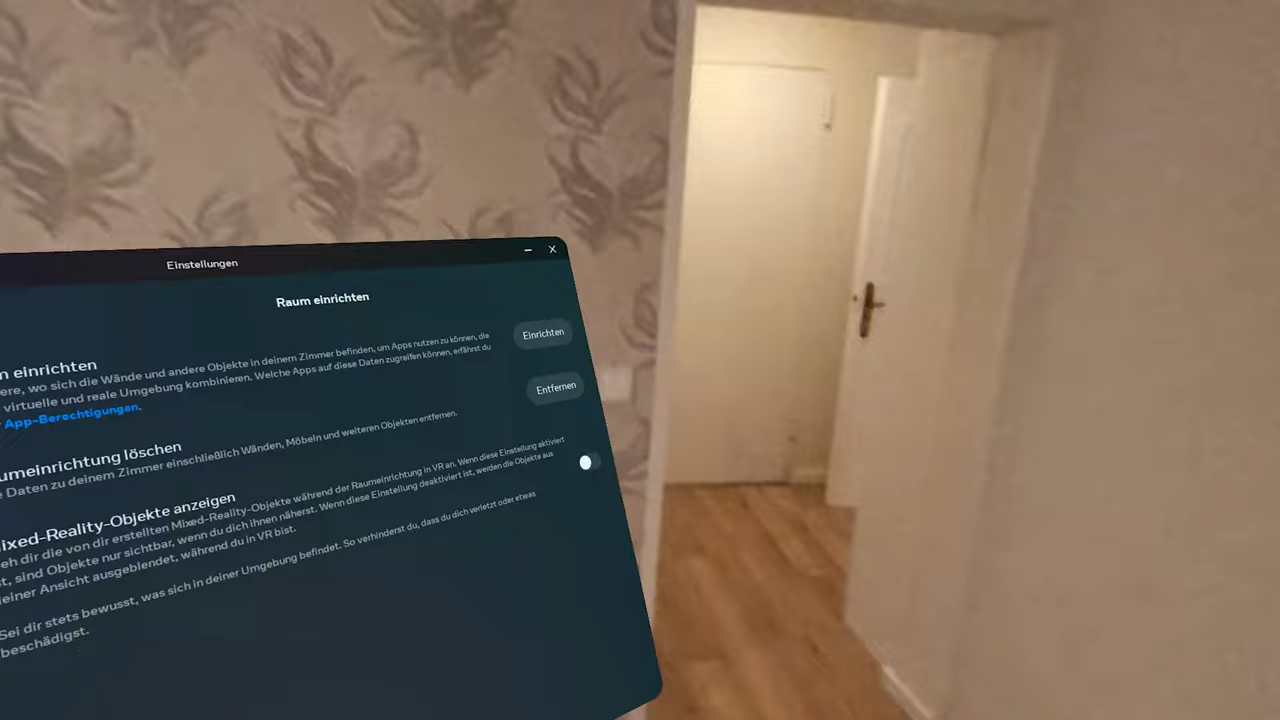 Einstellungen
Raum einrichten
n einrichten
ere, wo sich die Wände und andere Objekte in deinem Zimmer befinden, um Apps nutzen zu können, die
virtuelle und reale Umgebung kombinieren. Welche Apps auf diese Daten zugreifen können, erfährst du
App-Berechtigungen.
Einrichten
umeinrichtung löschen
e Daten zu deinem Zimmer einschließlich Wänden, Möbeln und weiteren Objekten entfernen.
Entfernen
ixed-Reality-Objekte anzeigen
eh dir die von dir erstellten Mixed-Reality-Objekte während der Raumeinrichtung in VR an. Wenn diese Einstellung aktiviert
st, sind Objekte nur sichtbar, wenn du dich ihnen näherst. Wenn diese Einstellung deaktiviert ist, werden die Objekte aus
einer Ansicht ausgeblendet, während du in VR bist.
Sei dir stets bewusst, was sich in deiner Umgebung befindet. So verhinderst du, dass du dich verletzt oder etwas
beschädigst.